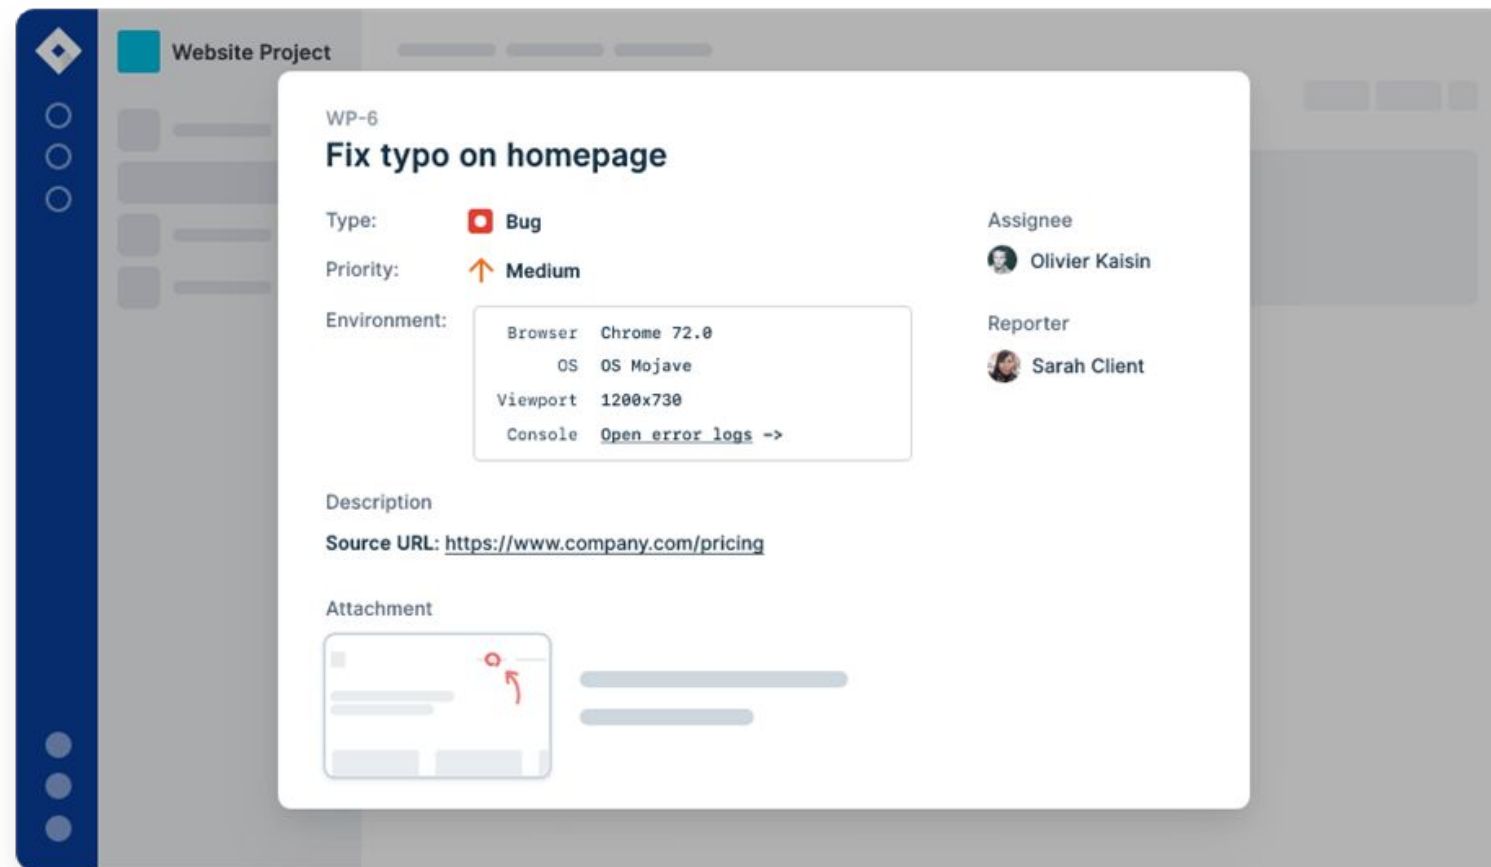 Website Project
WP-6
Fix typo on homepage
Type: Bug
Priority: Medium
Environment:
Browser Chrome 72.0
OS OS Mojave
Viewport 1200x730
Console Open error logs ->
Assignee
Olivier Kaisin
Reporter
Sarah Client
Description
Source URL: https://www.company.com/pricing
Attachment